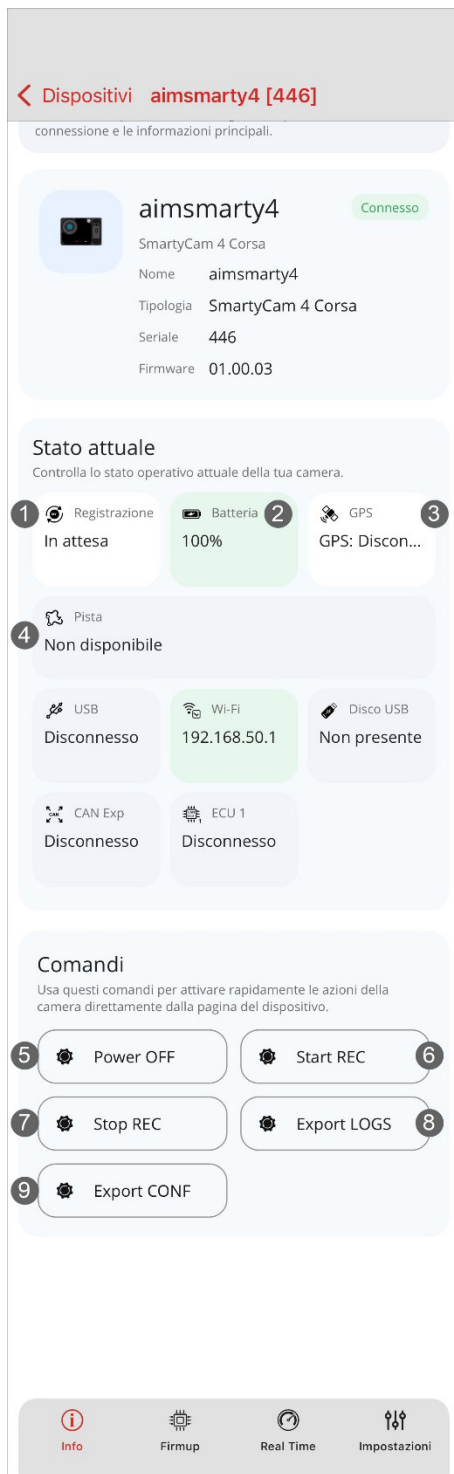 Dispositivi aimsmarty4 [446]
connessione e le informazioni principali.
aimsmarty4 Connesso
SmartyCam 4 Corsa
Nome aimsmarty4
Tipologia SmartyCam 4 Corsa
Seriale 446
Firmware 01.00.03
Stato attuale
Controlla lo stato operativo attuale della tua camera.
1 Registrazione Batteria 2 GPS 3
In attesa 100% GPS: Discon...
Pista
4
Non disponibile
USB Wi-Fi Disco USB
Disconnesso 192.168.50.1 Non presente
CAN CAN Exp 1 ECU 1
Disconnesso Disconnesso
Comandi
Usa questi comandi per attivare rapidamente le azioni della
camera direttamente dalla pagina del dispositivo.
5 Power OFF Start REC 6
7 Stop REC Export LOGS 8
9 Export CONF
Info Firmup Real Time Impostazioni